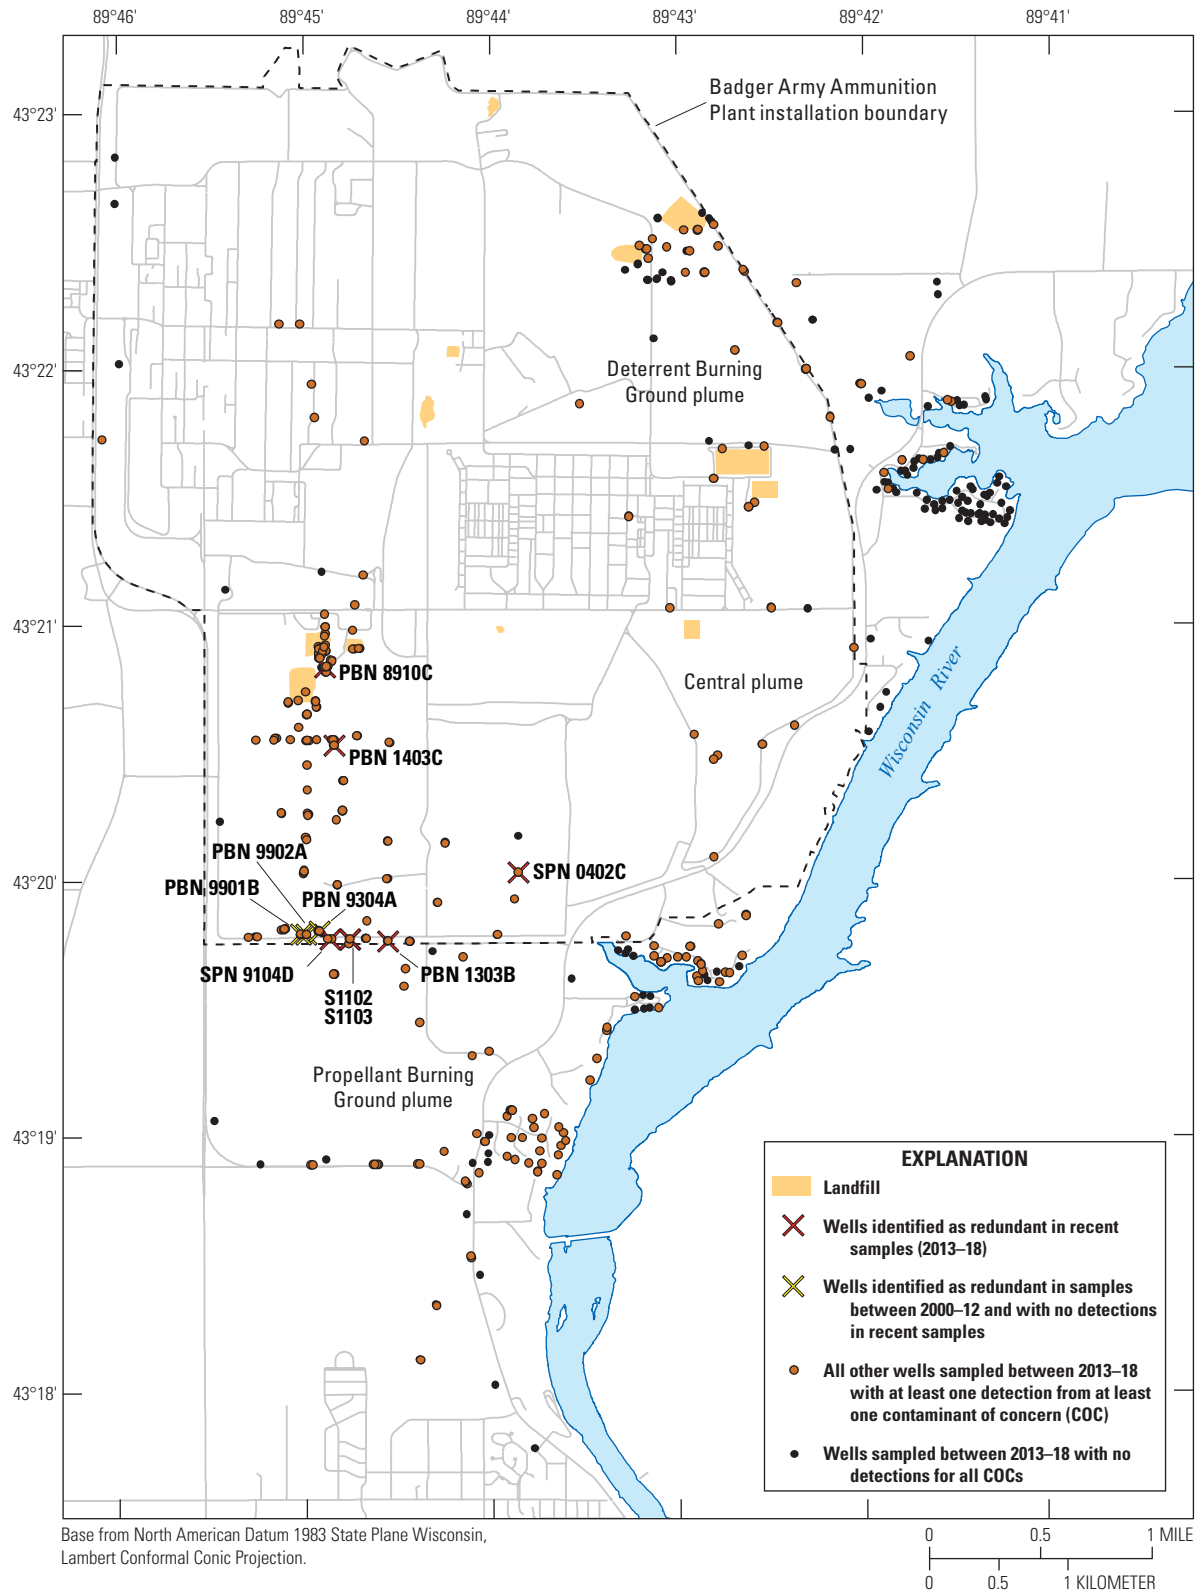 89°46'
89°45'
89°44'
89°43'
89°42'
89°41'
43°23'
43°22'
43°21'
43°20'
43°19'
43°18'
Badger Army Ammunition
Plant installation boundary
Deterrent Burning
Ground plume
Central plume
Wisconsin River
PBN 8910C
PBN 1403C
PBN 9902A
PBN 9901B
PBN 9304A
SPN 0402C
SPN 9104D
S1102
S1103
PBN 1303B
Propellant Burning
Ground plume
EXPLANATION
Landfill
Wells identified as redundant in recent
samples (2013–18)
Wells identified as redundant in samples
between 2000–12 and with no detections
in recent samples
All other wells sampled between 2013–18
with at least one detection from at least
one contaminant of concern (COC)
Wells sampled between 2013–18 with no
detections for all COCs
Base from North American Datum 1983 State Plane Wisconsin,
Lambert Conformal Conic Projection.
0 0.5 1 MILE
0 0.5 1 KILOMETER